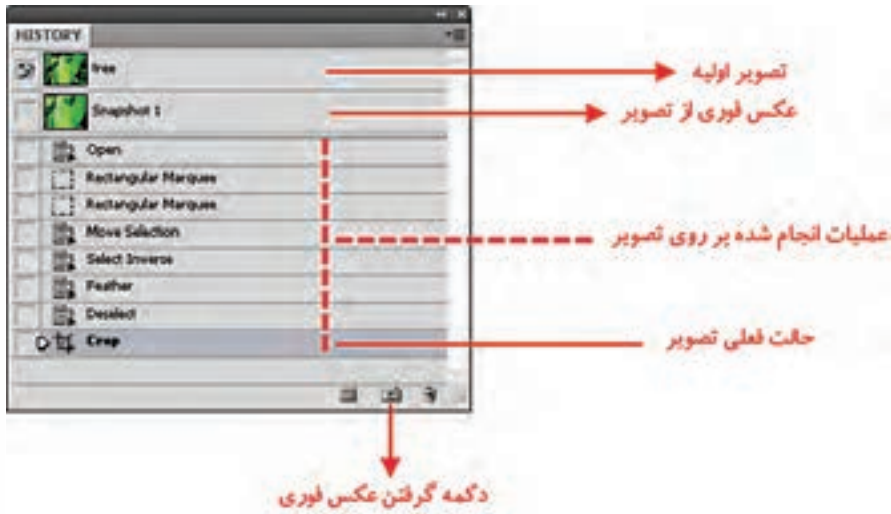 HISTORY
tree
تصویر اولیه
Snapshot 1
عکس فوری از تصویر
Open
Rectangular Marquee
Rectangular Marquee
Move Selection
عملیات انجام شده بر روی تصویر
Select Inverse
Feather
Deselect
Crop
حالت فعلی تصویر
دکمه گرفتن عکس فوری